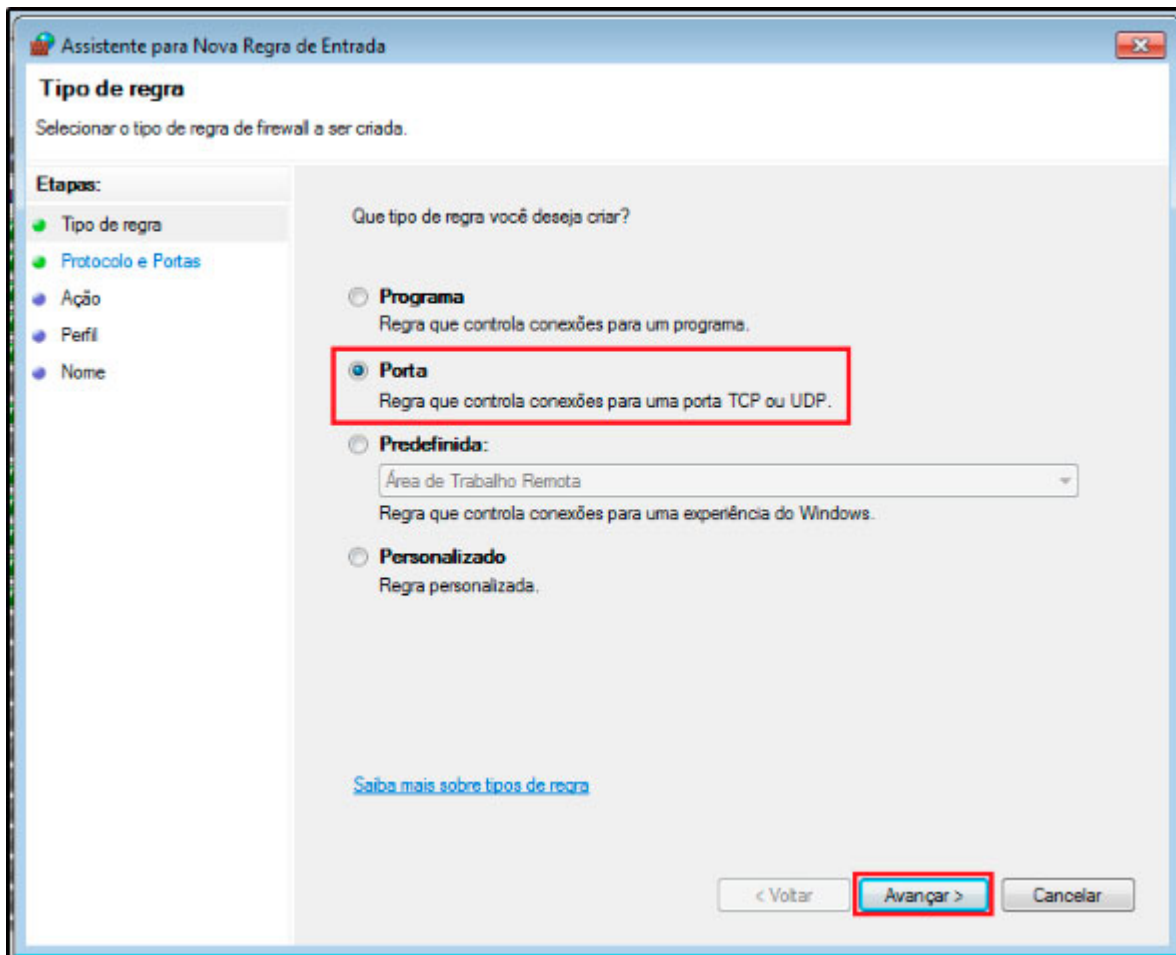 Assistente para Nova Regra de Entrada
Tipo de regra
Selecionar o tipo de regra de firewall a ser criada.
Etapas:
Tipo de regra
Protocolo e Portas
Ação
Perfil
Nome
Que tipo de regra você deseja criar?
Programa
Regra que controla conexões para um programa.
Porta
Regra que controla conexões para uma porta TCP ou UDP.
Predefinida:
Área de Trabalho Remota
Regra que controla conexões para uma experiência do Windows.
Personalizado
Regra personalizada.
Saiba mais sobre tipos de regra
< Voltar
Avançar >
Cancelar